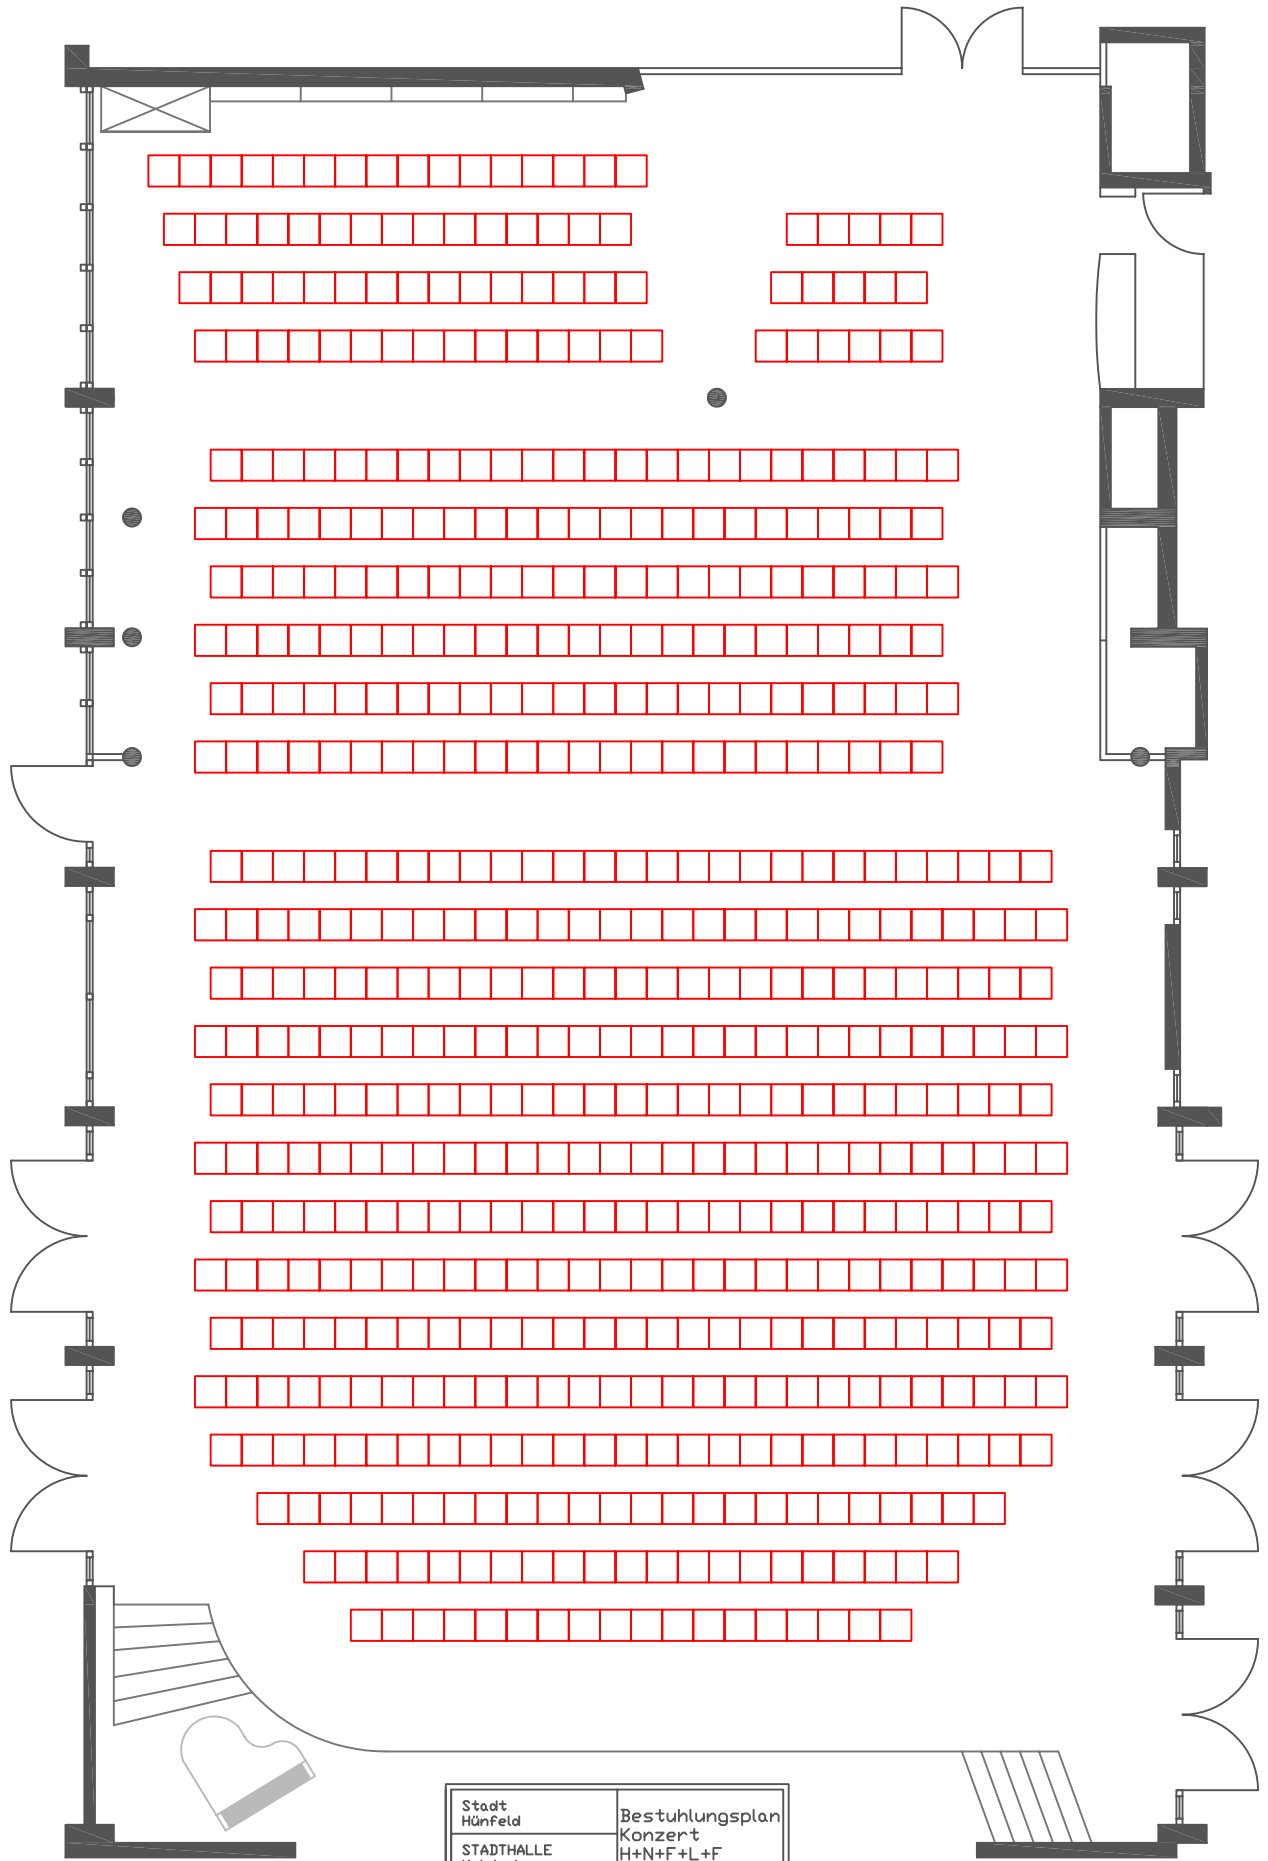 Stadt
Hünfeld
STADTHALLE
Bestuhlungsplan
Konzert
H+N+F+L+F